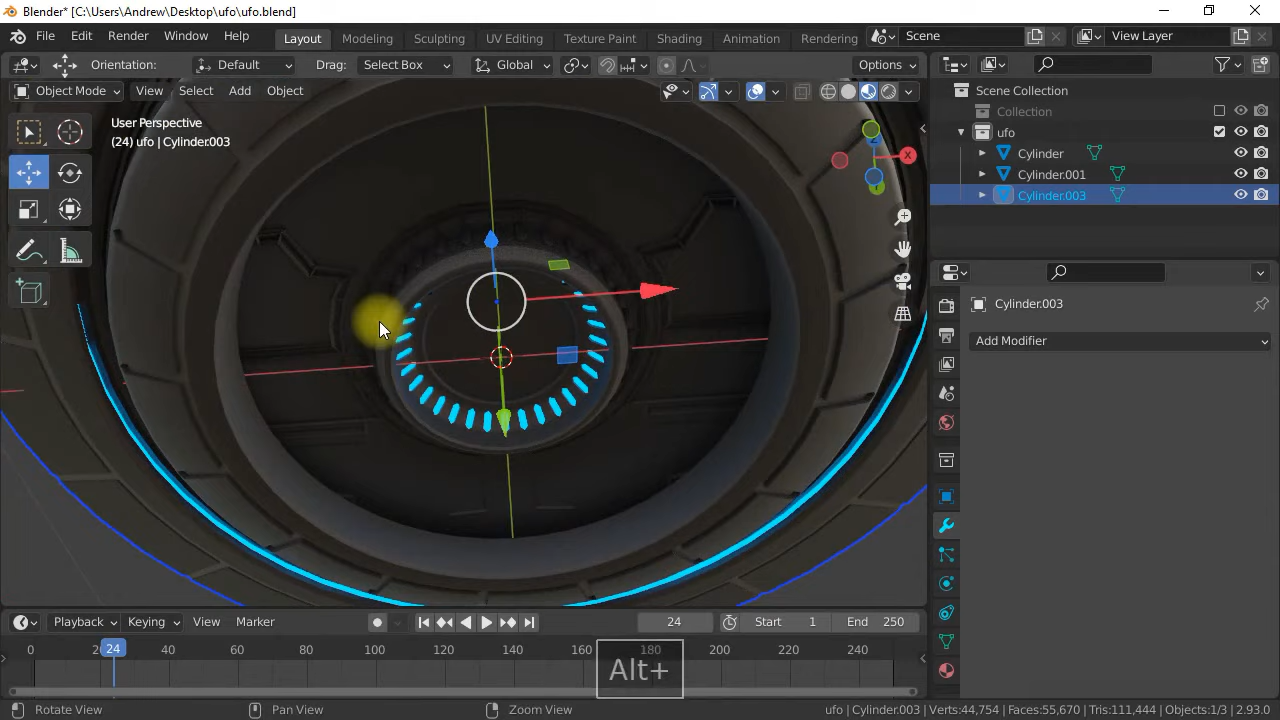 Blender* [C:\Users\Andrew\Desktop\ufo\ufo.blend]
File Edit Render Window Help Layout Modeling Sculpting UV Editing Texture Paint Shading Animation Rendering Scene View Layer
Orientation: Default Drag: Select Box Global Options
Object Mode View Select Add Object
User Perspective
(24) ufo | Cylinder.003
X
Z
Y
Scene Collection
Collection
ufo
Cylinder
Cylinder.001
Cylinder.003
Cylinder.003
Add Modifier
Playback Keying View Marker 24 Start 1 End 250
0 20 24 40 60 80 100 120 140 160 180 200 220 240
Alt+
Rotate View Pan View Zoom View ufo | Cylinder.003 | Verts:44,754 | Faces:55,670 | Tris:111,444 | Objects:1/3 | 2.93.0